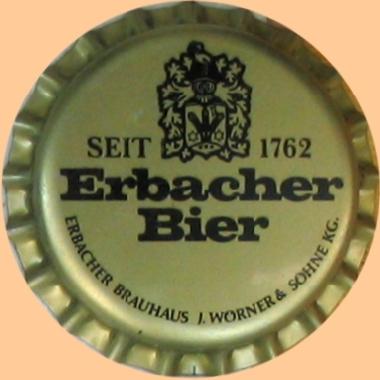 SEIT 1762
Erbacher
Bier
ERBACHER BRAUHAUS J. WÖRNER & SÖHNE KG.